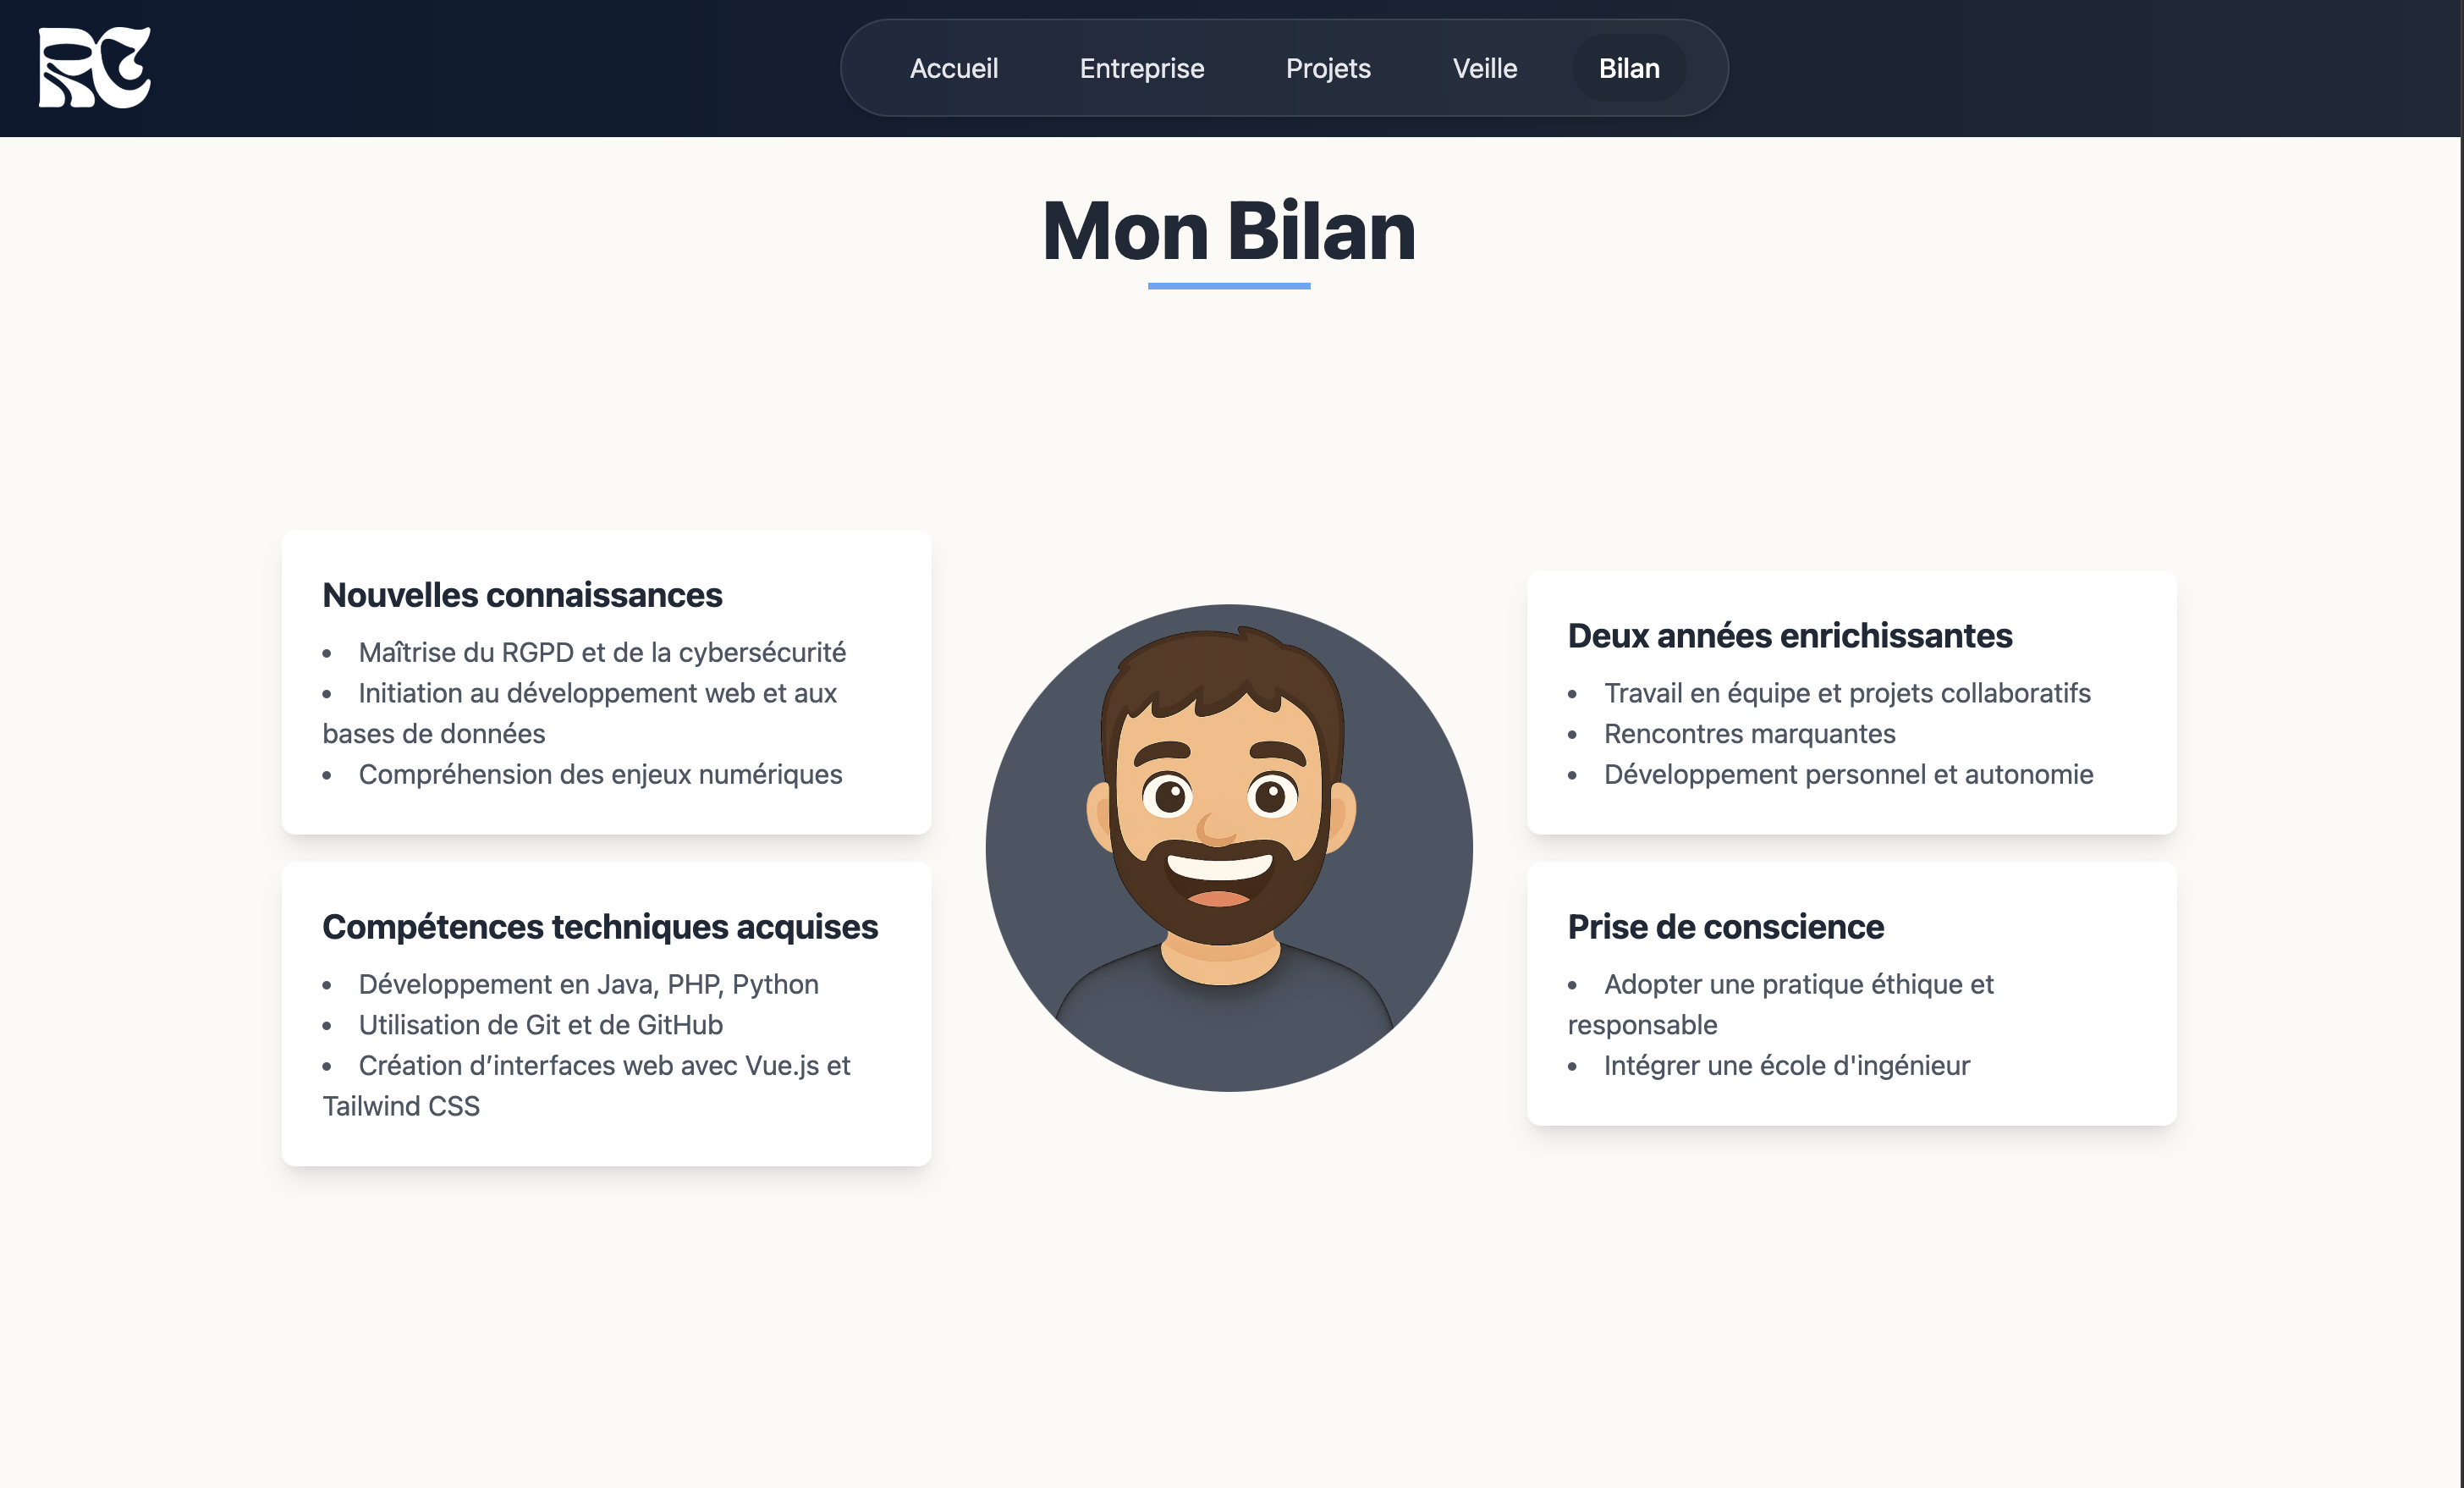 RC
Accueil Entreprise Projets Veille Bilan
Mon Bilan
Nouvelles connaissances
• Maîtrise du RGPD et de la cybersécurité
• Initiation au développement web et aux
bases de données
• Compréhension des enjeux numériques
Compétences techniques acquises
• Développement en Java, PHP, Python
• Utilisation de Git et de GitHub
• Création d’interfaces web avec Vue.js et
Tailwind CSS
Deux années enrichissantes
• Travail en équipe et projets collaboratifs
• Rencontres marquantes
• Développement personnel et autonomie
Prise de conscience
• Adopter une pratique éthique et
responsable
• Intégrer une école d'ingénieur